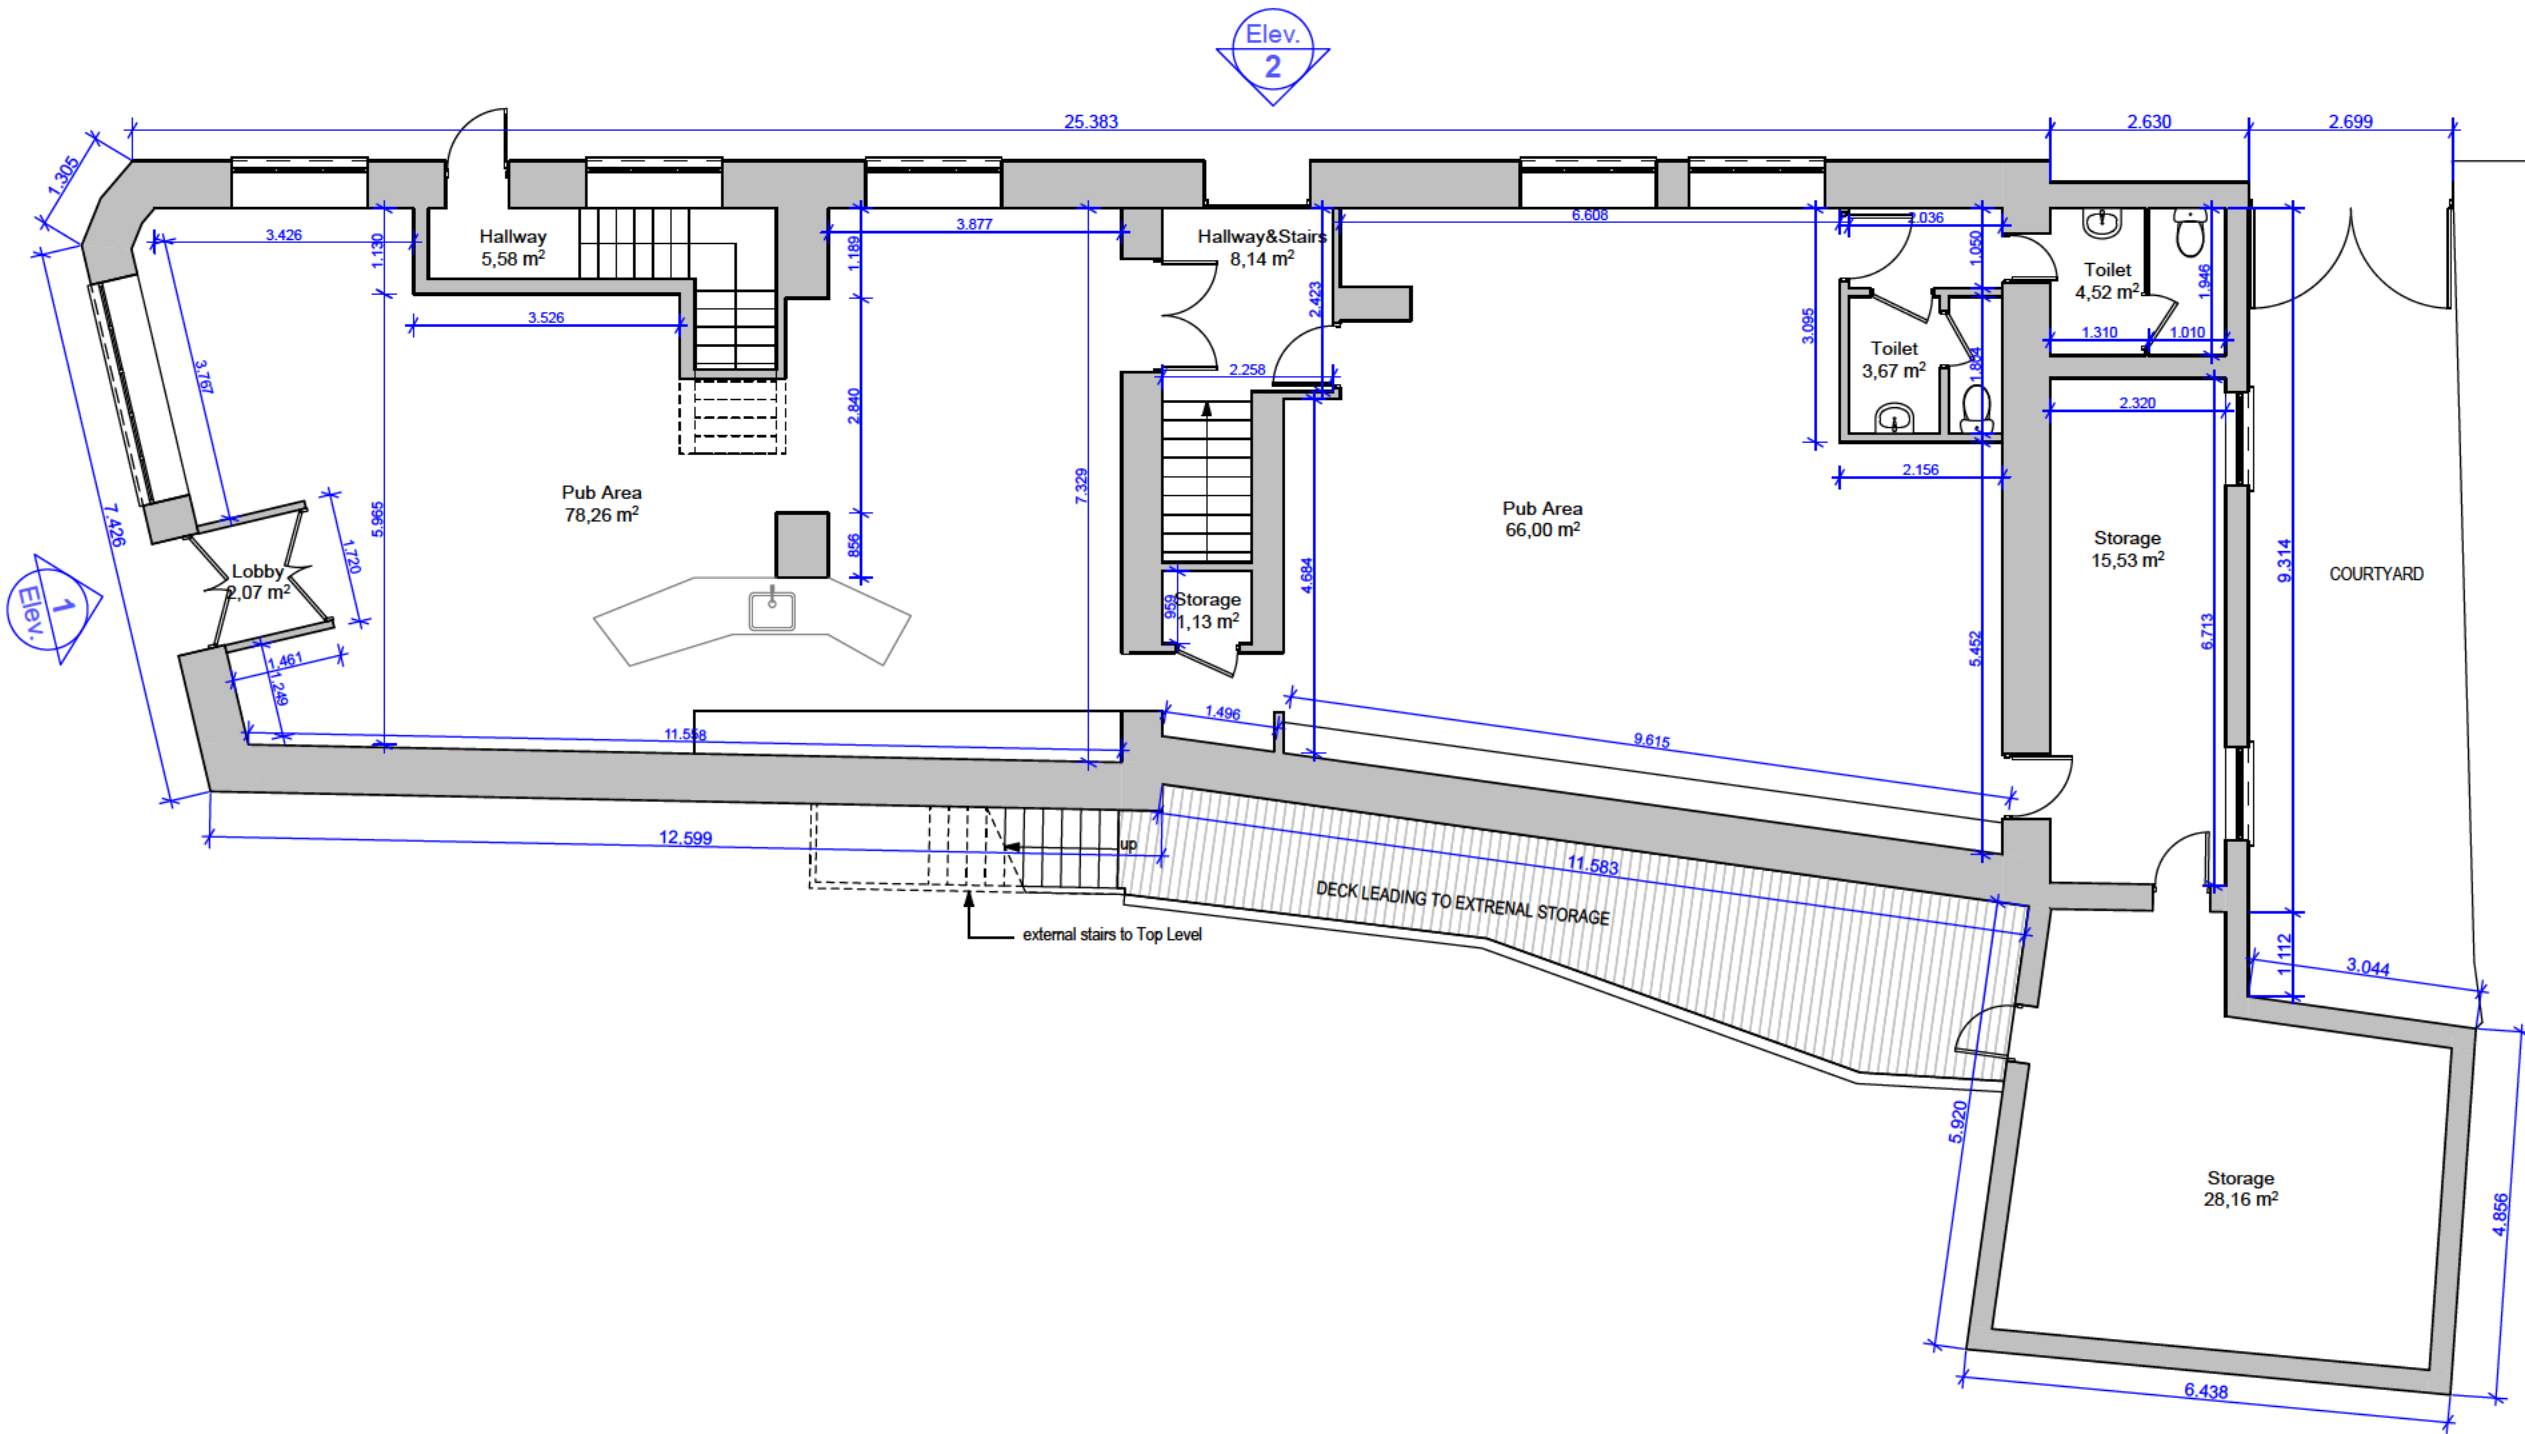 Elev.
2
25.383
2.630
2.699
1.305
3.426
1.130
Hallway
5,58 m²
1.189
3.877
Hallway&Stairs
8,14 m²
6.608
2.036
1.050
Toilet
4,52 m²
1.946
1.310
1.010
3.526
2.423
3.095
Toilet
3,67 m²
1.884
3.767
2.258
2.840
2.320
2.156
Pub Area
78,26 m²
7.329
Pub Area
66,00 m²
7.426
5.965
1.720
856
Storage
15,53 m²
9.314
COURTYARD
1
Elev.
Lobby
2,07 m²
4.684
959
Storage
1,13 m²
6.713
5.452
1.461
1.249
11.558
1.496
9.615
12.599
up
11.583
DECK LEADING TO EXTRENAL STORAGE
external stairs to Top Level
1.112
3.044
5.920
Storage
28,16 m²
4.856
6.438